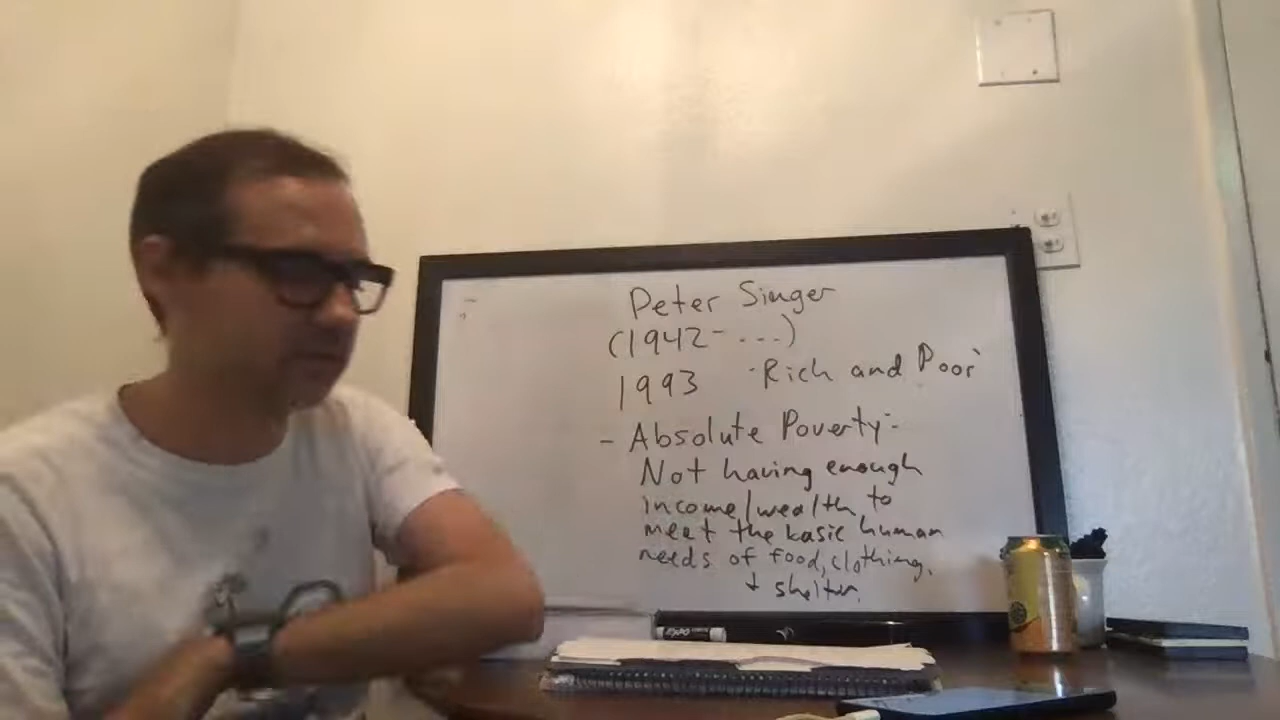 Peter Singer
(1942- ...)
1993 "Rich and Poor"
- Absolute Poverty:-
Not having enough
income/wealth to
meet the basic human
needs of food, clothing,
+ shelter.
EXPO